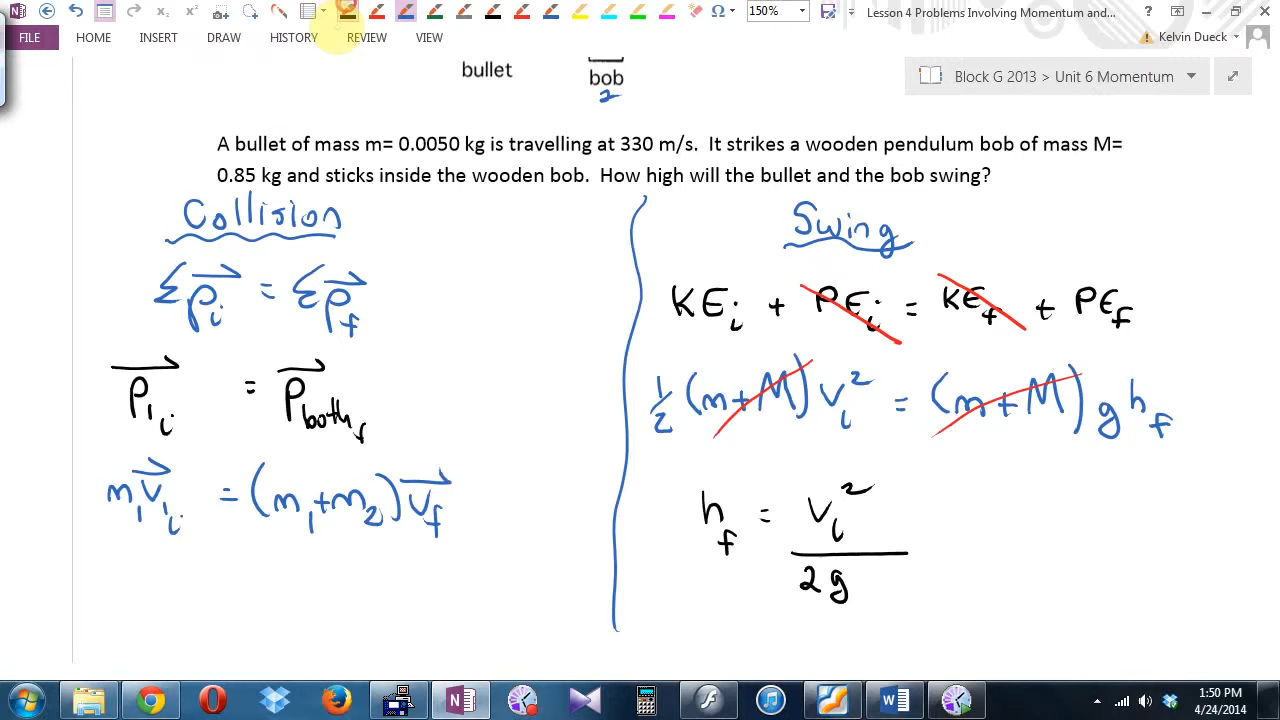 150% Lesson 4 Problems Involving Momentum and... ?
FILE HOME INSERT DRAW HISTORY REVIEW VIEW Kelvin Dueck
Block G 2013 > Unit 6 Momentum
bullet bob
2
A bullet of mass m= 0.0050 kg is travelling at 330 m/s. It strikes a wooden pendulum bob of mass M=
0.85 kg and sticks inside the wooden bob. How high will the bullet and the bob swing?
Collision
Σp⃗i = Σp⃗f
p⃗1i = p⃗both f
m1v⃗1i = (m1+m2)v⃗f
Swing
KEi + PEi = KEf + PEf
1/2 (m+M) vi² = (m+M) g hf
hf = vi²
2g
1:50 PM
4/24/2014